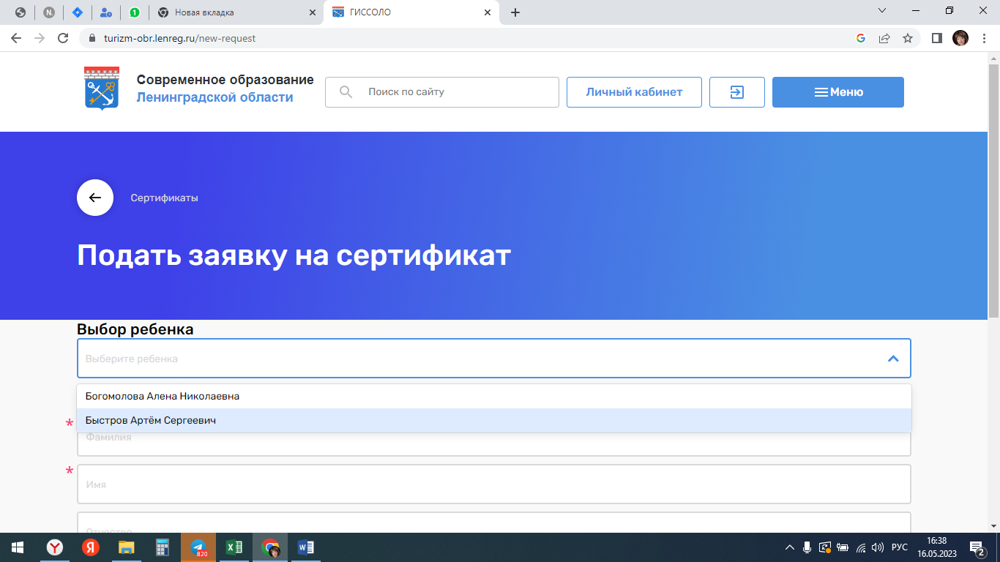 Новая вкладка
ГИССОЛО
turizm-obr.lenreg.ru/new-request
Современное образование
Ленинградской области
Поиск по сайту
Личный кабинет
Меню
Сертификаты
Подать заявку на сертификат
Выбор ребенка
Выберите ребенка
Богомолова Алена Николаевна
Быстров Артём Сергеевич
* Фамилия
* Имя
Отчество
820
РУС
16:38
16.05.2023
2